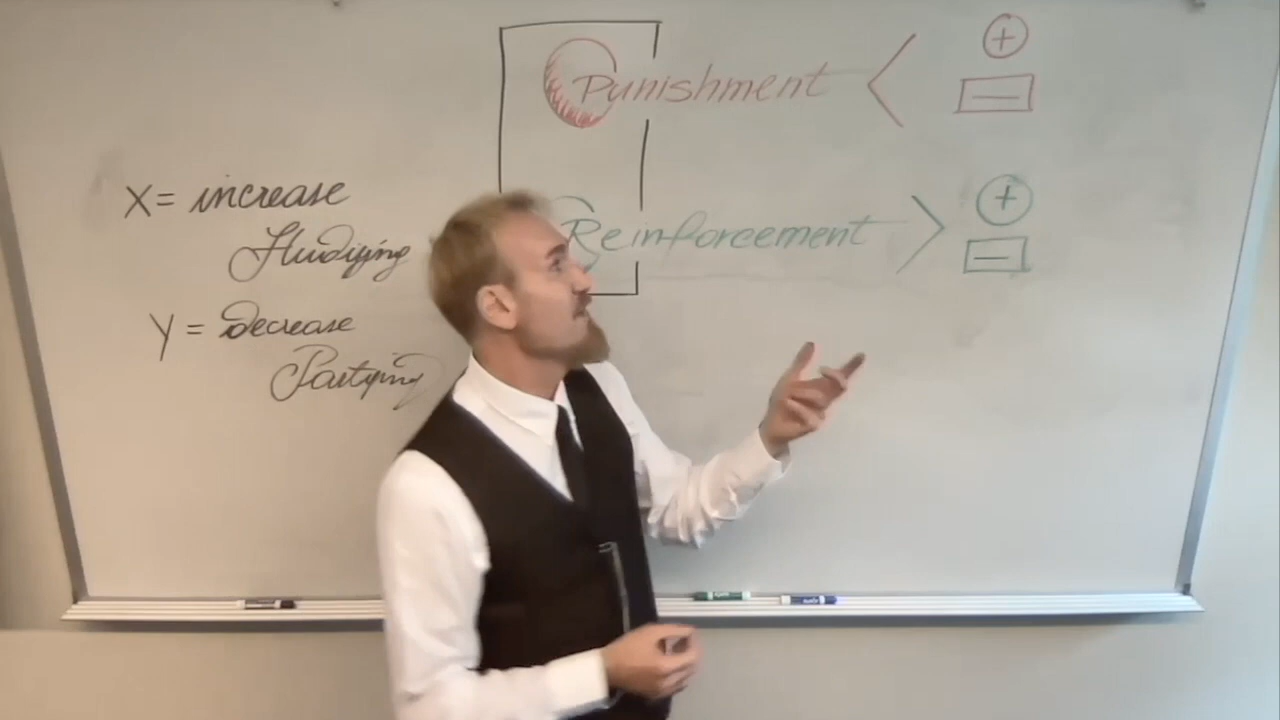 Punishment < +
−
X = increase
Studying
Reinforcement > +
−
Y = Decrease
Partying